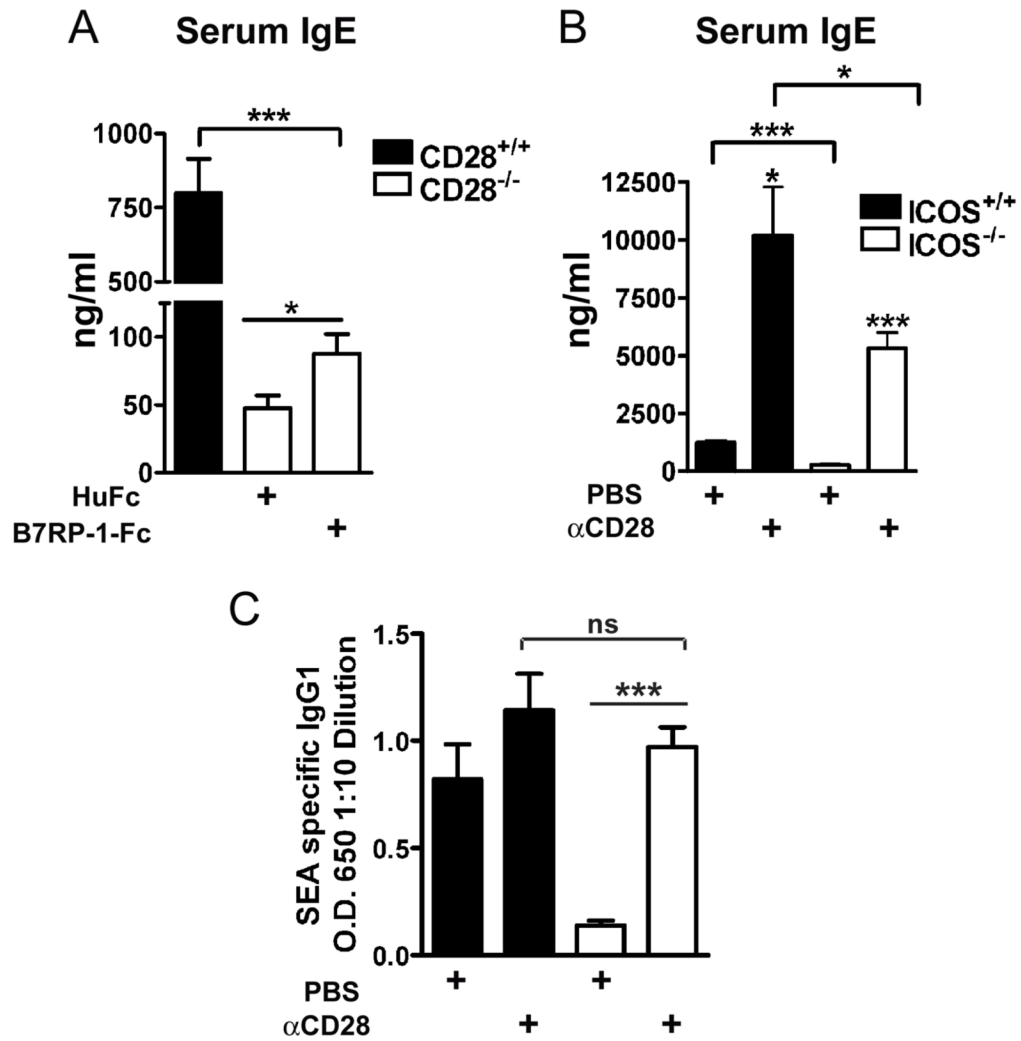 A Serum IgE
***
1000
750
500
100
50
0
ng/ml
*
CD28+/+
CD28-/-
HuFc +
B7RP-1-Fc +
B Serum IgE
*
***
*
***
12500
10000
7500
5000
2500
0
ng/ml
ICOS+/+
ICOS-/-
PBS + +
αCD28 + +
C
ns
***
1.5
1.0
0.5
0.0
SEA specific IgG1
O.D. 650 1:10 Dilution
PBS + +
αCD28 + +